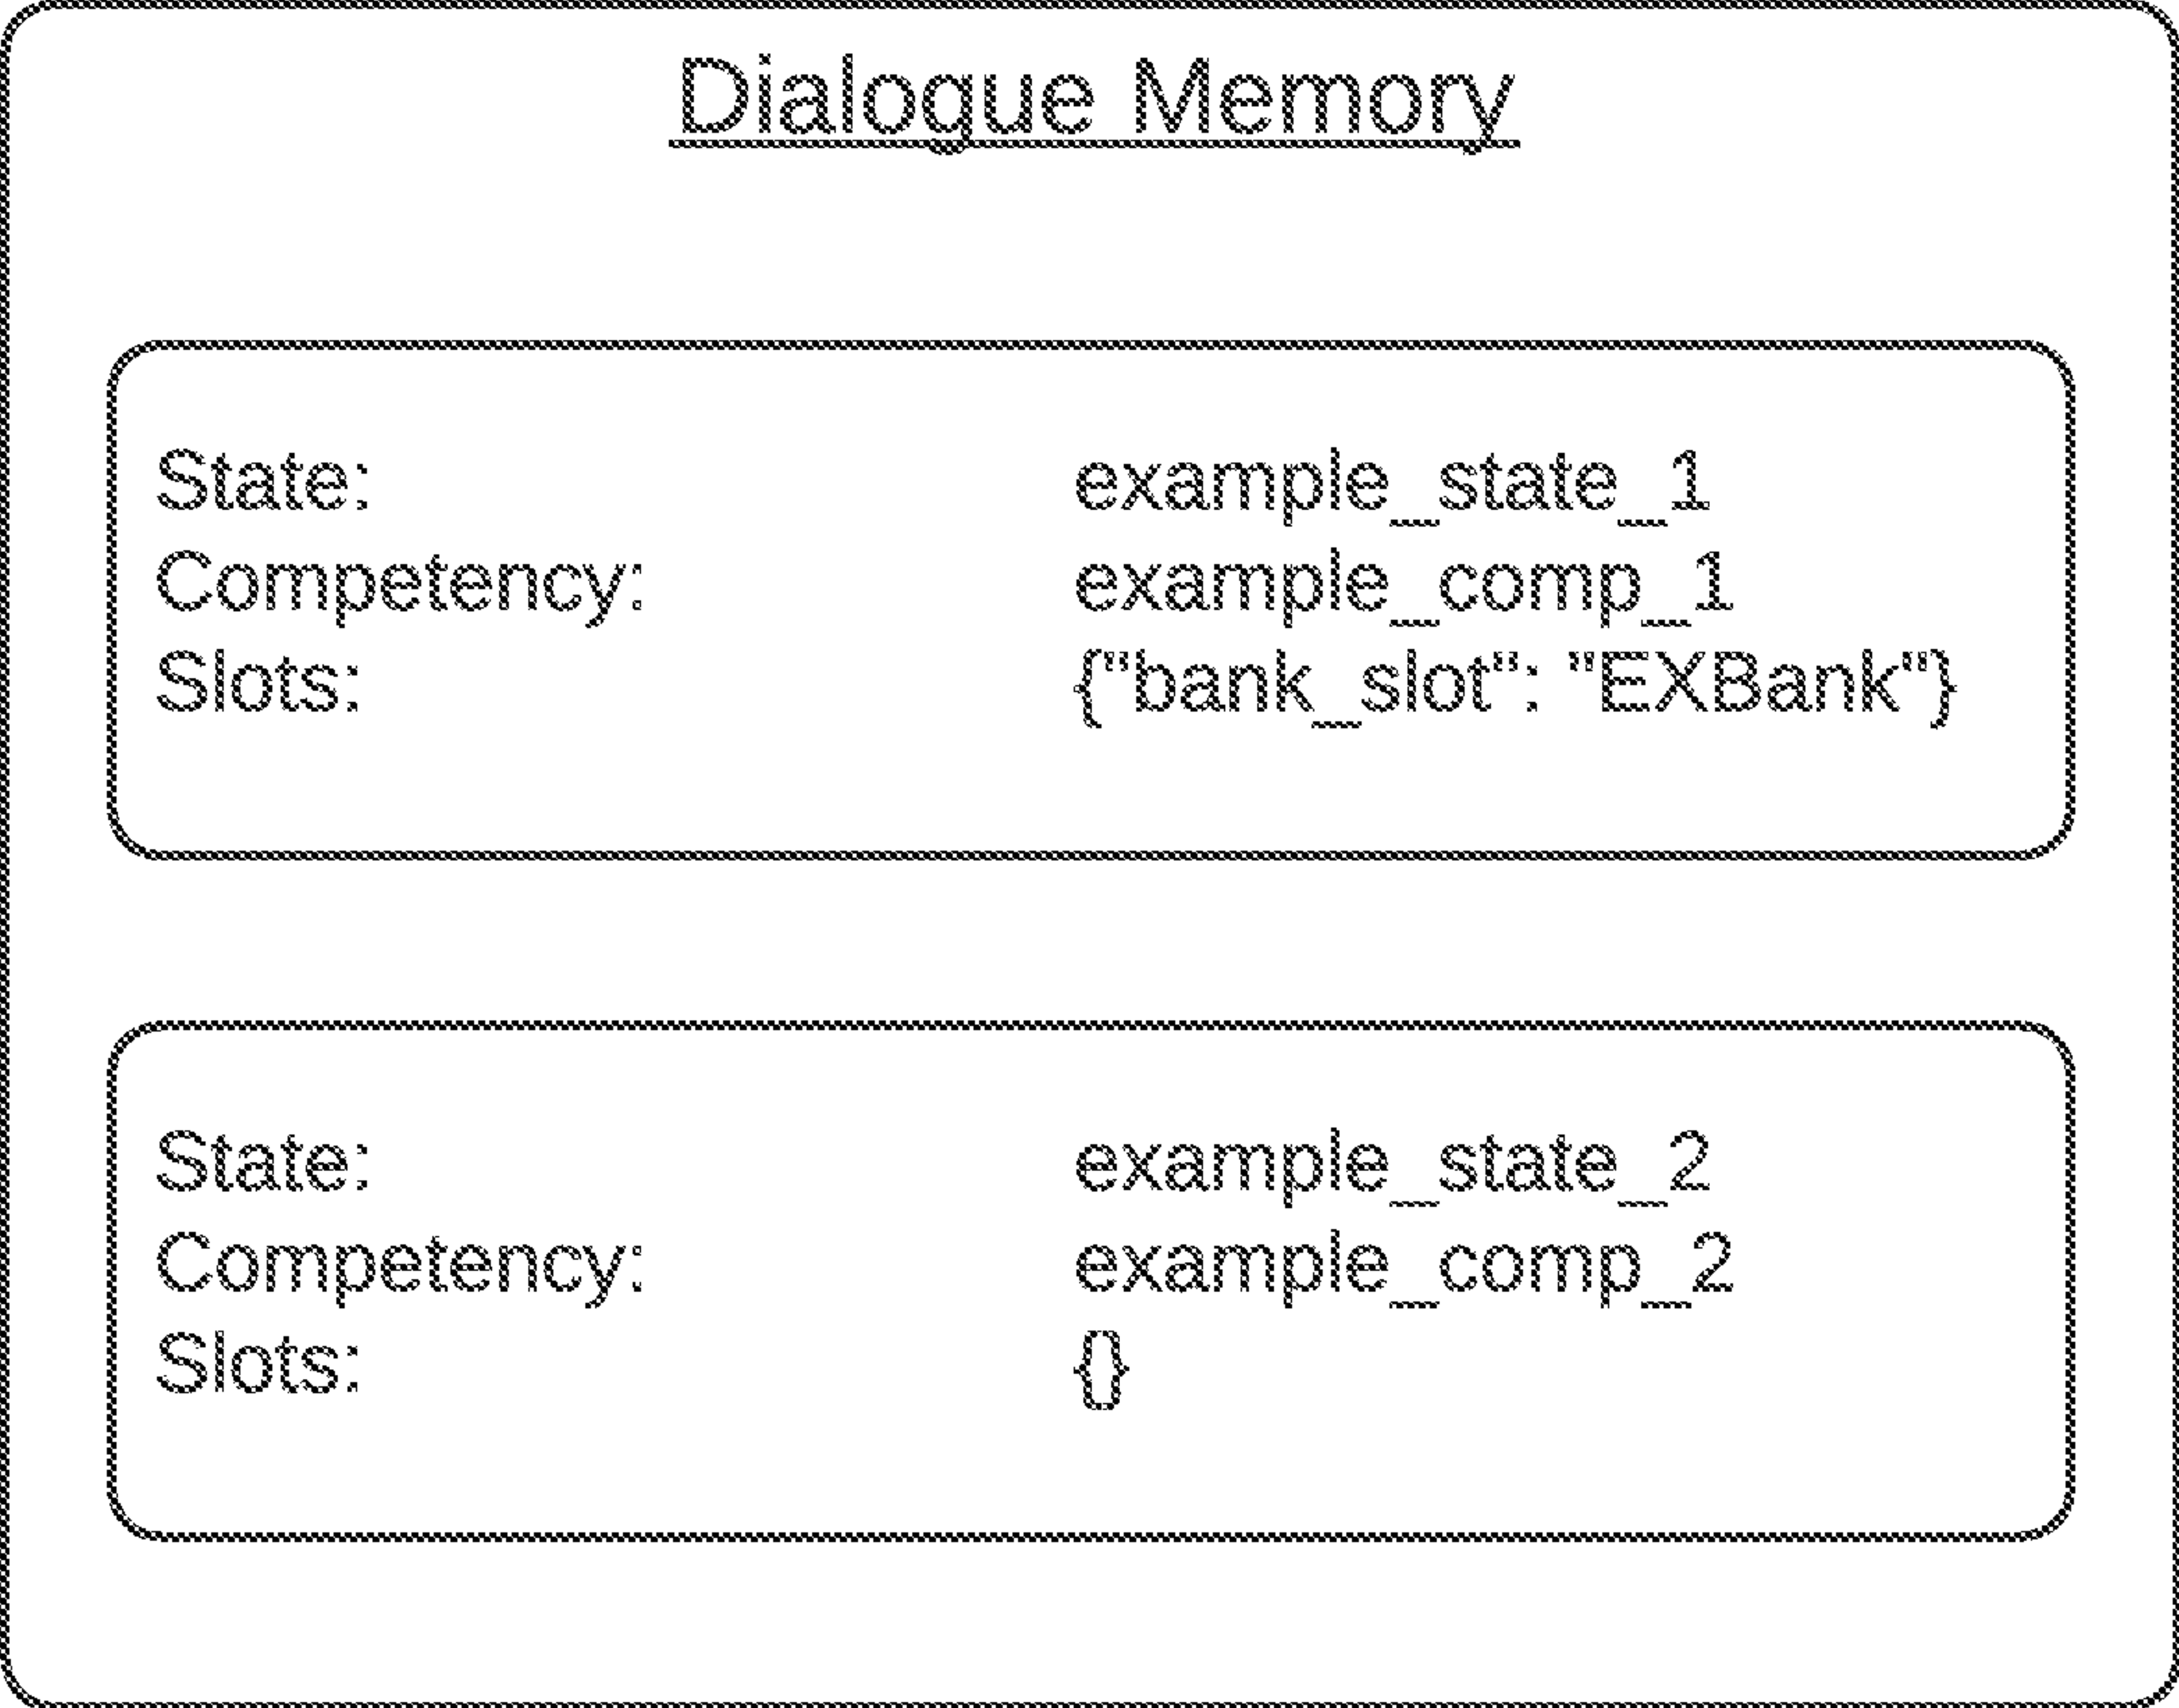 Dialogue Memory
State: example_state_1
Competency: example_comp_1
Slots: {"bank_slot": "EXBank"}
State: example_state_2
Competency: example_comp_2
Slots: {}